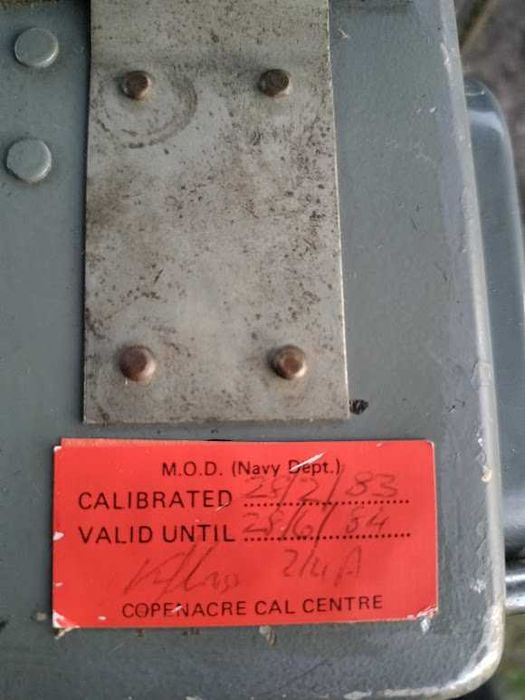 M.O.D. (Navy Dept.)
CALIBRATED 28/2/83
VALID UNTIL 28/6/84
COPENACRE CAL CENTRE